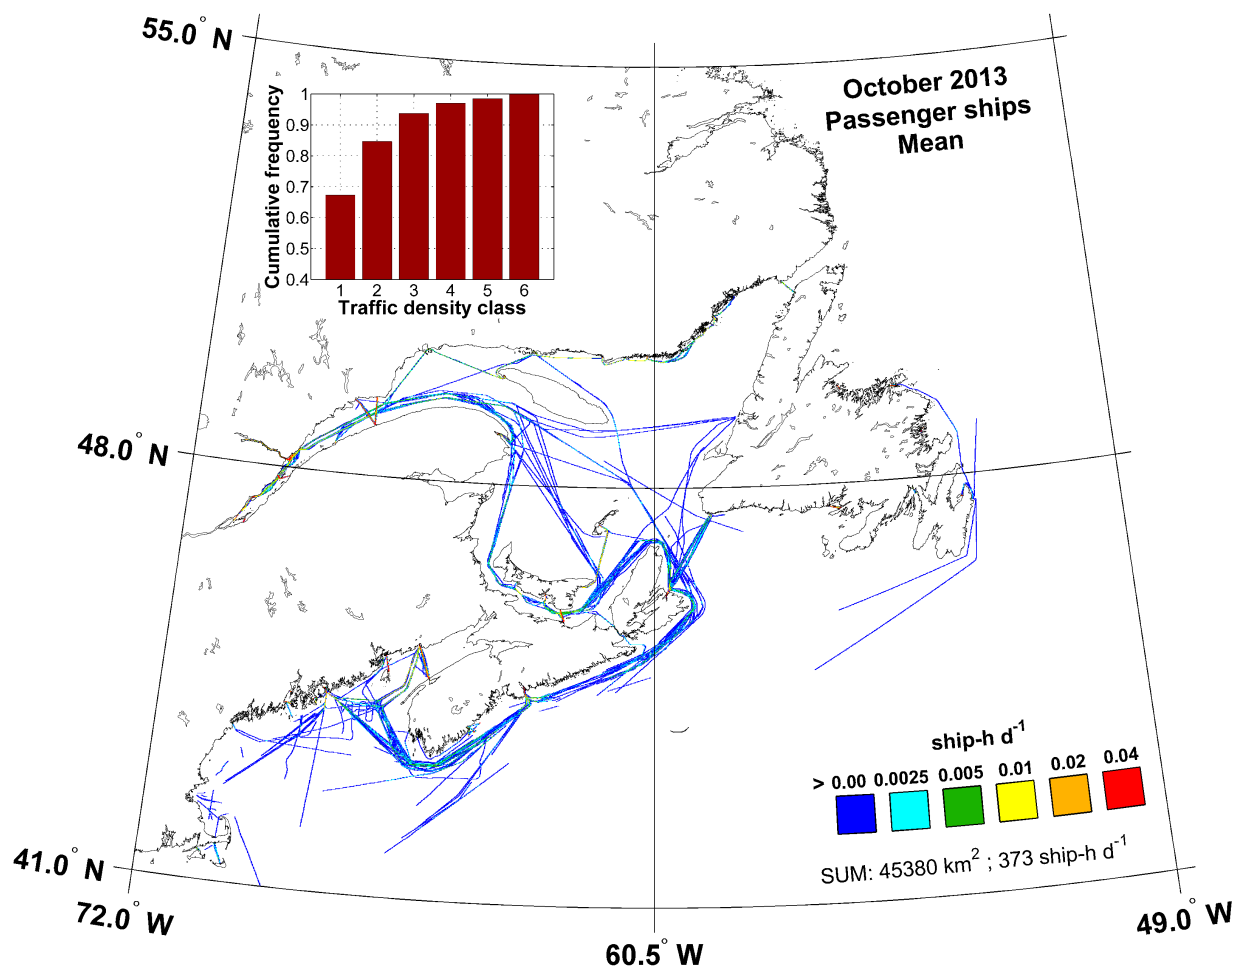 55.0° N
October 2013
Passenger ships
Mean
Cumulative frequency
1
0.9
0.8
0.7
0.6
0.5
0.4
1 2 3 4 5 6
Traffic density class
48.0° N
ship-h d-1
> 0.00 0.0025 0.005 0.01 0.02 0.04
SUM: 45380 km2 ; 373 ship-h d-1
41.0° N
72.0° W
60.5° W
49.0° W